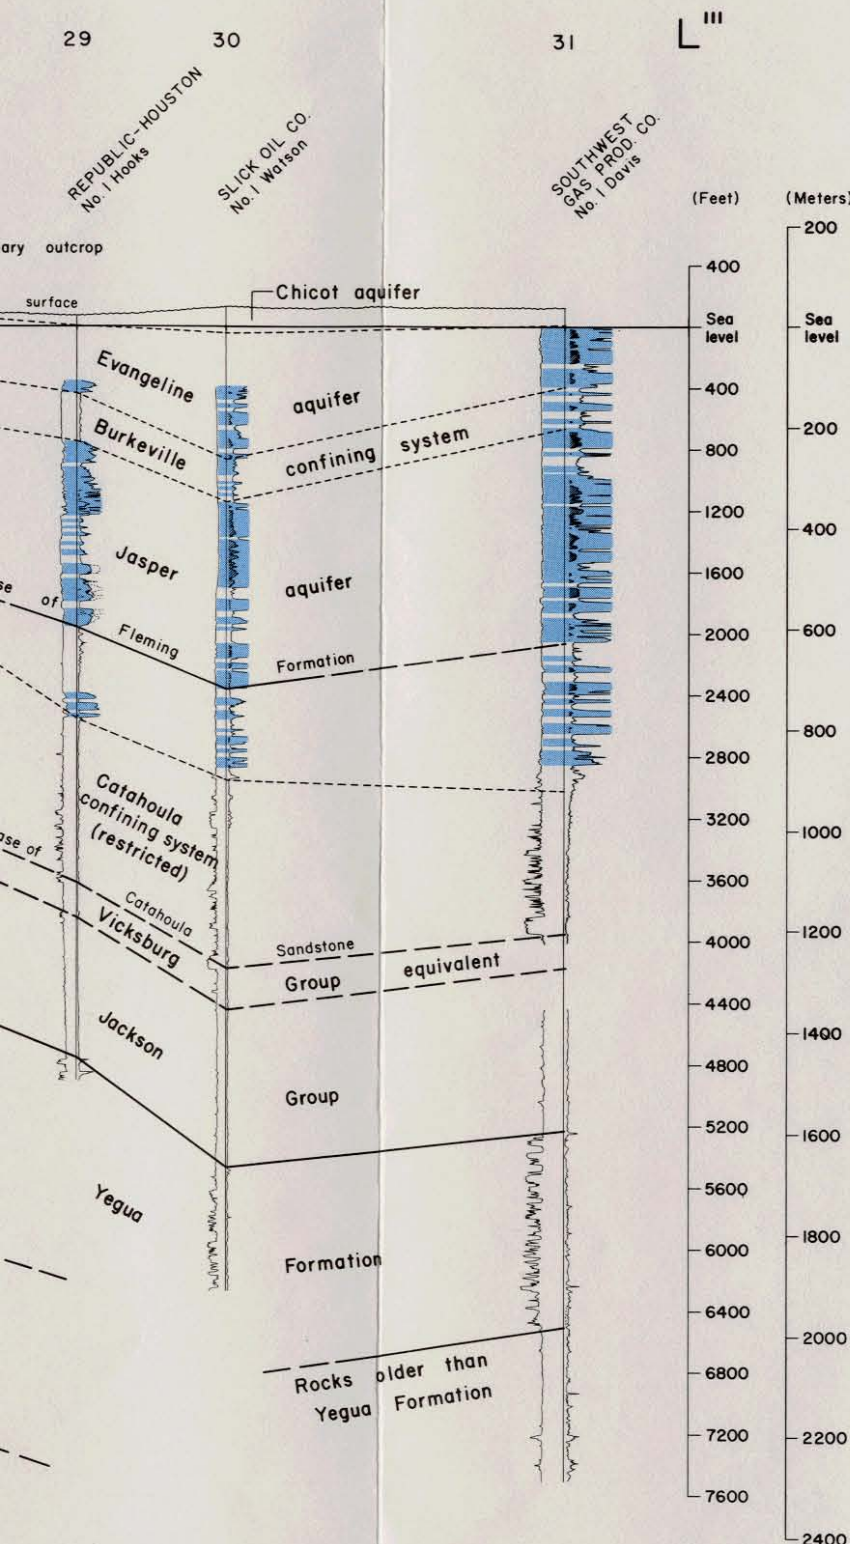 29
30
31
L'''
REPUBLIC-HOUSTON
No. 1 Hooks
SLICK OIL CO.
No. 1 Watson
SOUTHWEST
GAS PROD. CO.
No. 1 Davis
(Feet)
(Meters)
ary outcrop
surface
Chicot aquifer
Evangeline aquifer
Burkeville confining system
Jasper aquifer
se of Fleming Formation
Catahoula
confining system
(restricted)
ase of Catahoula Sandstone
Vicksburg Group equivalent
Jackson Group
Yegua Formation
Rocks older than
Yegua Formation
400
Sea
level
400
800
1200
1600
2000
2400
2800
3200
3600
4000
4400
4800
5200
5600
6000
6400
6800
7200
7600
200
Sea
level
200
400
600
800
1000
1200
1400
1600
1800
2000
2200
2400